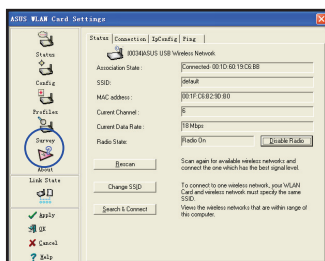 ASUS WLAN Card Settings
Status
Config
Profiles
Survey
About
Link State
Apply
OK
Cancel
Help
Status Connection IpConfig Ping
[0034]ASUS USB Wireless Network
Association State : Connected- 00:1D:60:19:C6:BB
SSID: default
MAC address : 00:1F:C6:B2:9D:B0
Current Channel : 6
Current Data Rate : 18 Mbps
Radio State: Radio On Disable Radio
Rescan Scan again for available wireless networks and
connect the one which has the best signal level.
Change SSID To connect to one wireless network, your WLAN
Card and wireless network must specify the same
SSID.
Search & Connect Views the wireless networks that are within range of
this computer.